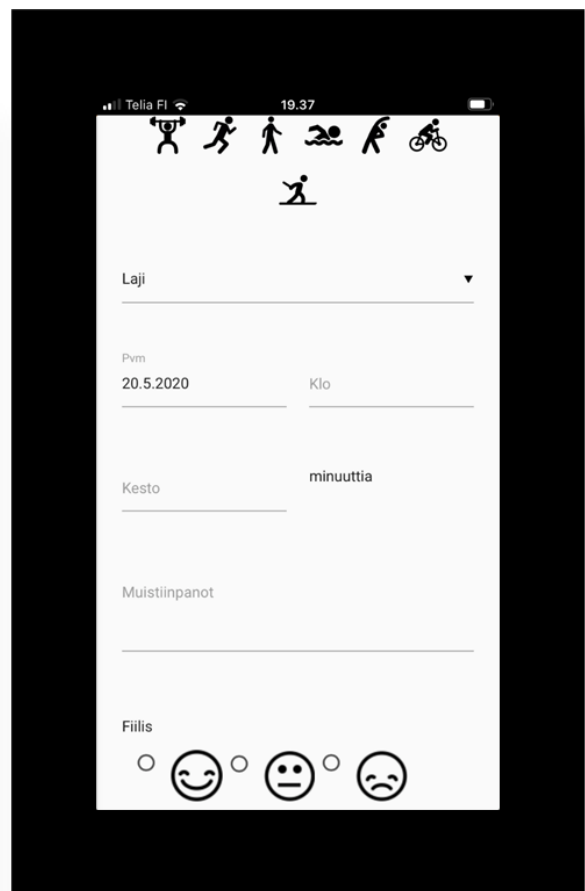 Telia FI 19.37
Laji
Pvm
20.5.2020 Klo
Kesto minuuttia
Muistiinpanot
Fiilis